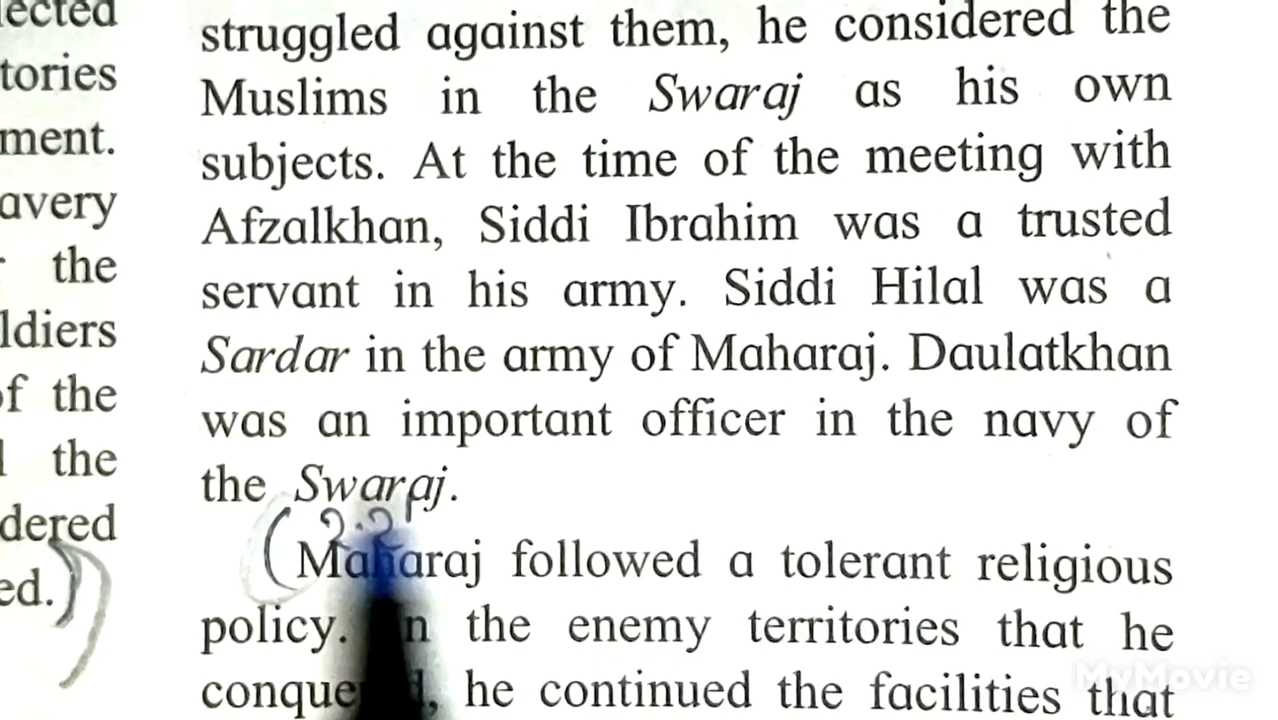 lected
tories
ment.
avery
the
ldiers
of the
the
dered
ed.
struggled against them, he considered the
Muslims in the Swaraj as his own
subjects. At the time of the meeting with
Afzalkhan, Siddi Ibrahim was a trusted
servant in his army. Siddi Hilal was a
Sardar in the army of Maharaj. Daulatkhan
was an important officer in the navy of
the Swaraj.
Maharaj followed a tolerant religious
policy. the enemy territories that he
he continued the facilities that
MyMovie